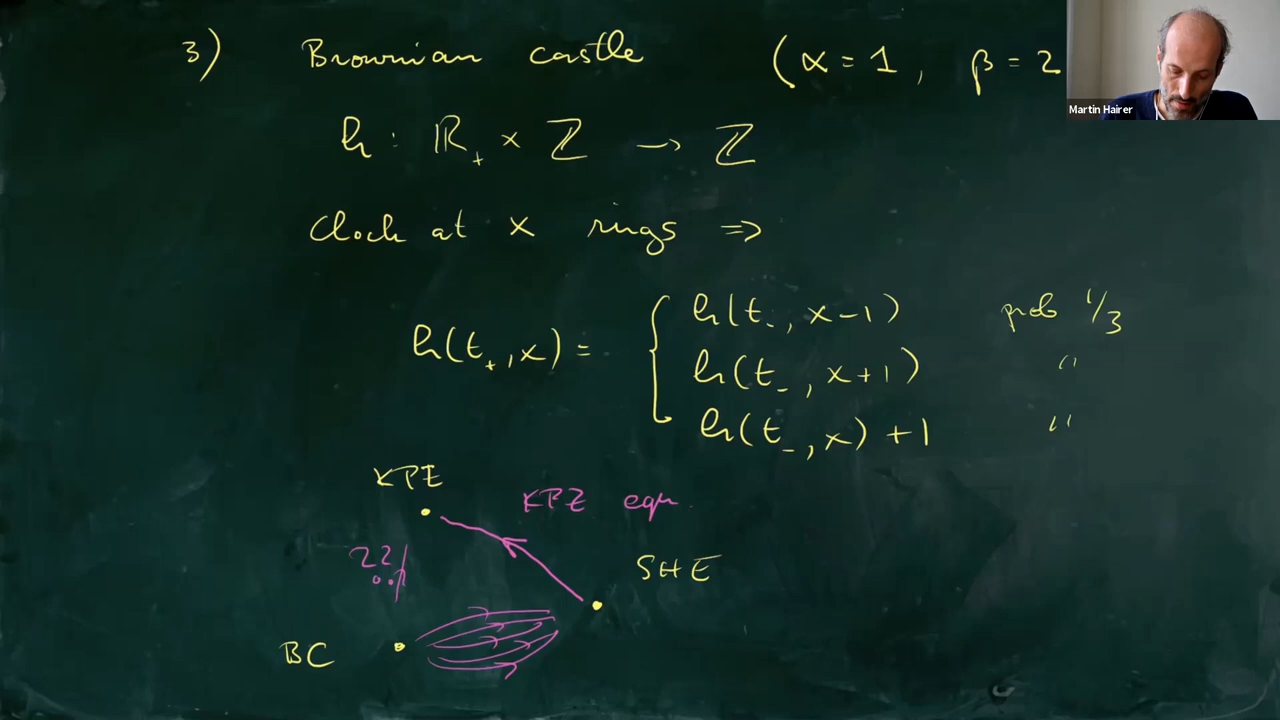 3) Brownian castle (α = 1, β = 2
Martin Hairer
h : ℝ₊ × ℤ → ℤ
Clock at x rings ⇒
h(t₋, x-1) prob 1/3
h(t₊, x) = { h(t₋, x+1) "
h(t₋, x) + 1 "
KPZ
KPZ eqn.
??
SHE
BC